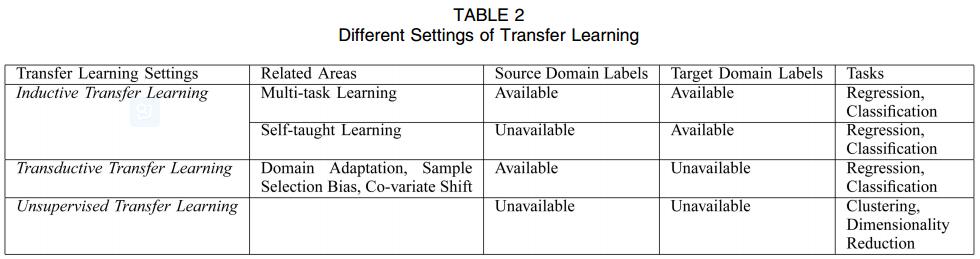 TABLE 2
Different Settings of Transfer Learning
Transfer Learning Settings Related Areas Source Domain Labels Target Domain Labels Tasks
Inductive Transfer Learning Multi-task Learning Available Available Regression,
Classification
Self-taught Learning Unavailable Available Regression,
Classification
Transductive Transfer Learning Domain Adaptation, Sample Available Unavailable Regression,
Selection Bias, Co-variate Shift Classification
Unsupervised Transfer Learning Unavailable Unavailable Clustering,
Dimensionality
Reduction